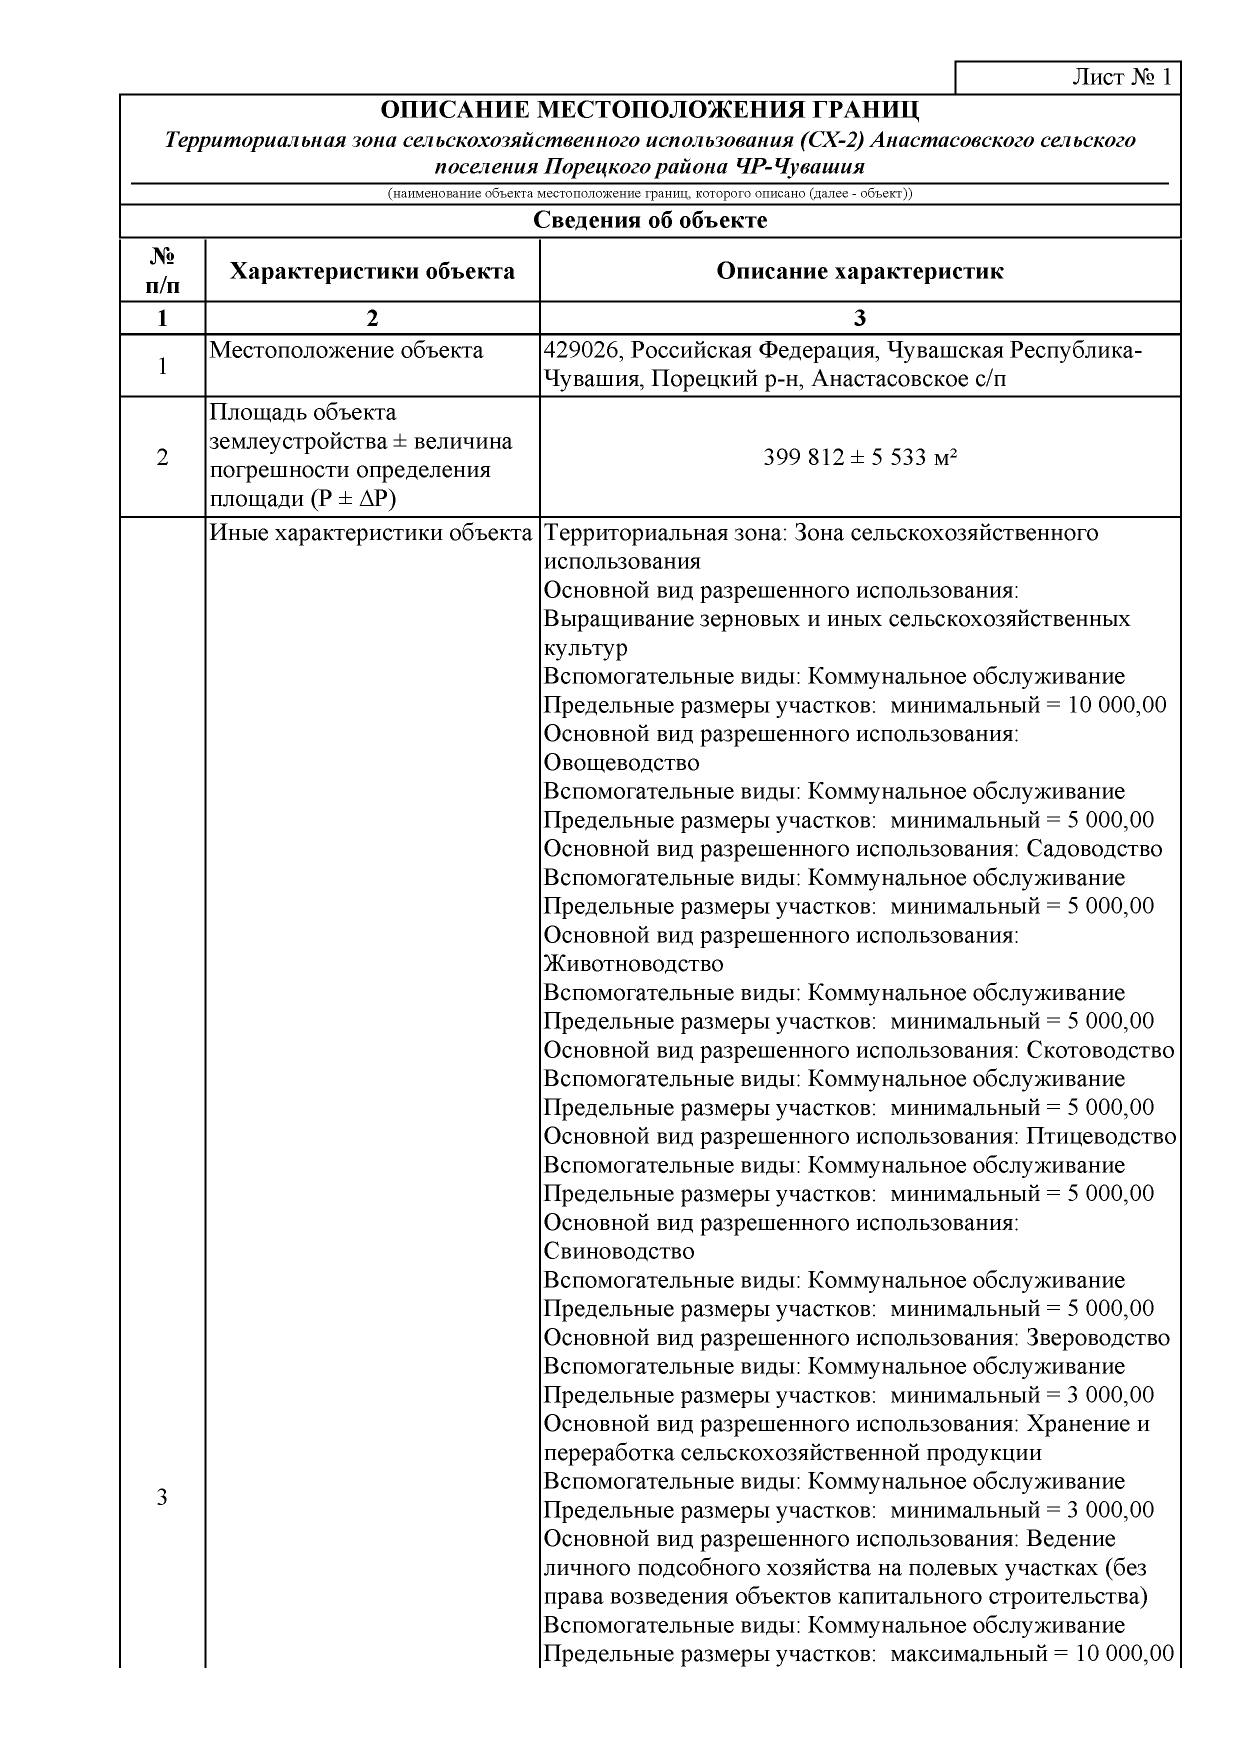 Лист № 1
ОПИСАНИЕ МЕСТОПОЛОЖЕНИЯ ГРАНИЦ
Территориальная зона сельскохозяйственного использования (СХ-2) Анастасовского сельского
поселения Порецкого района ЧР-Чувашия
(наименование объекта местоположение границ, которого описано (далее - объект))
Сведения об объекте
№
п/п
Характеристики объекта
Описание характеристик
1
2
3
1
Местоположение объекта
429026, Российская Федерация, Чувашская Республика-
Чувашия, Порецкий р-н, Анастасовское с/п
2
Площадь объекта
землеустройства ± величина
погрешности определения
площади (P ± ∆P)
399 812 ± 5 533 м²
3
Иные характеристики объекта
Территориальная зона: Зона сельскохозяйственного
использования
Основной вид разрешенного использования:
Выращивание зерновых и иных сельскохозяйственных
культур
Вспомогательные виды: Коммунальное обслуживание
Предельные размеры участков:  минимальный = 10 000,00
Основной вид разрешенного использования:
Овощеводство
Вспомогательные виды: Коммунальное обслуживание
Предельные размеры участков:  минимальный = 5 000,00
Основной вид разрешенного использования: Садоводство
Вспомогательные виды: Коммунальное обслуживание
Предельные размеры участков:  минимальный = 5 000,00
Основной вид разрешенного использования:
Животноводство
Вспомогательные виды: Коммунальное обслуживание
Предельные размеры участков:  минимальный = 5 000,00
Основной вид разрешенного использования: Скотоводство
Вспомогательные виды: Коммунальное обслуживание
Предельные размеры участков:  минимальный = 5 000,00
Основной вид разрешенного использования: Птицеводство
Вспомогательные виды: Коммунальное обслуживание
Предельные размеры участков:  минимальный = 5 000,00
Основной вид разрешенного использования:
Свиноводство
Вспомогательные виды: Коммунальное обслуживание
Предельные размеры участков:  минимальный = 5 000,00
Основной вид разрешенного использования: Звероводство
Вспомогательные виды: Коммунальное обслуживание
Предельные размеры участков:  минимальный = 3 000,00
Основной вид разрешенного использования: Хранение и
переработка сельскохозяйственной продукции
Вспомогательные виды: Коммунальное обслуживание
Предельные размеры участков:  минимальный = 3 000,00
Основной вид разрешенного использования: Ведение
личного подсобного хозяйства на полевых участках (без
права возведения объектов капитального строительства)
Вспомогательные виды: Коммунальное обслуживание
Предельные размеры участков:  максимальный = 10 000,00